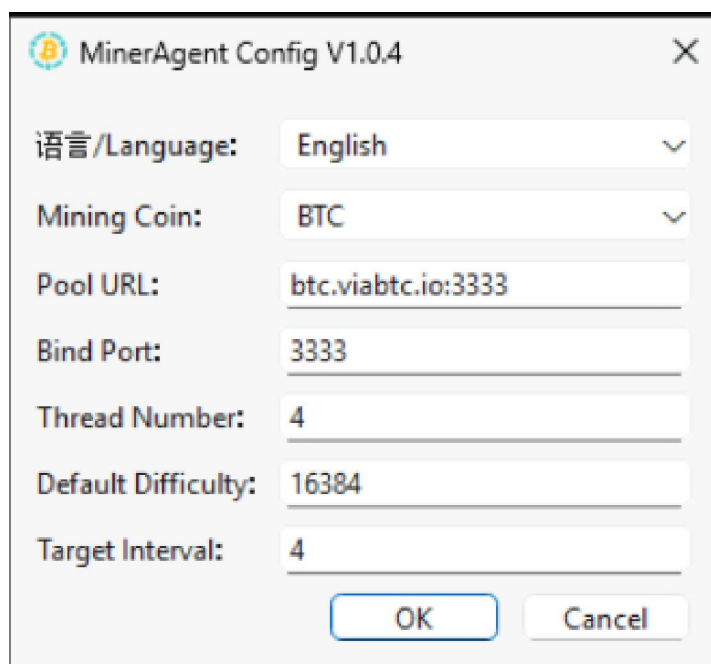 MinerAgent Config V1.0.4
语言/Language: English
Mining Coin: BTC
Pool URL: btc.viabtc.io:3333
Bind Port: 3333
Thread Number: 4
Default Difficulty: 16384
Target Interval: 4
OK Cancel